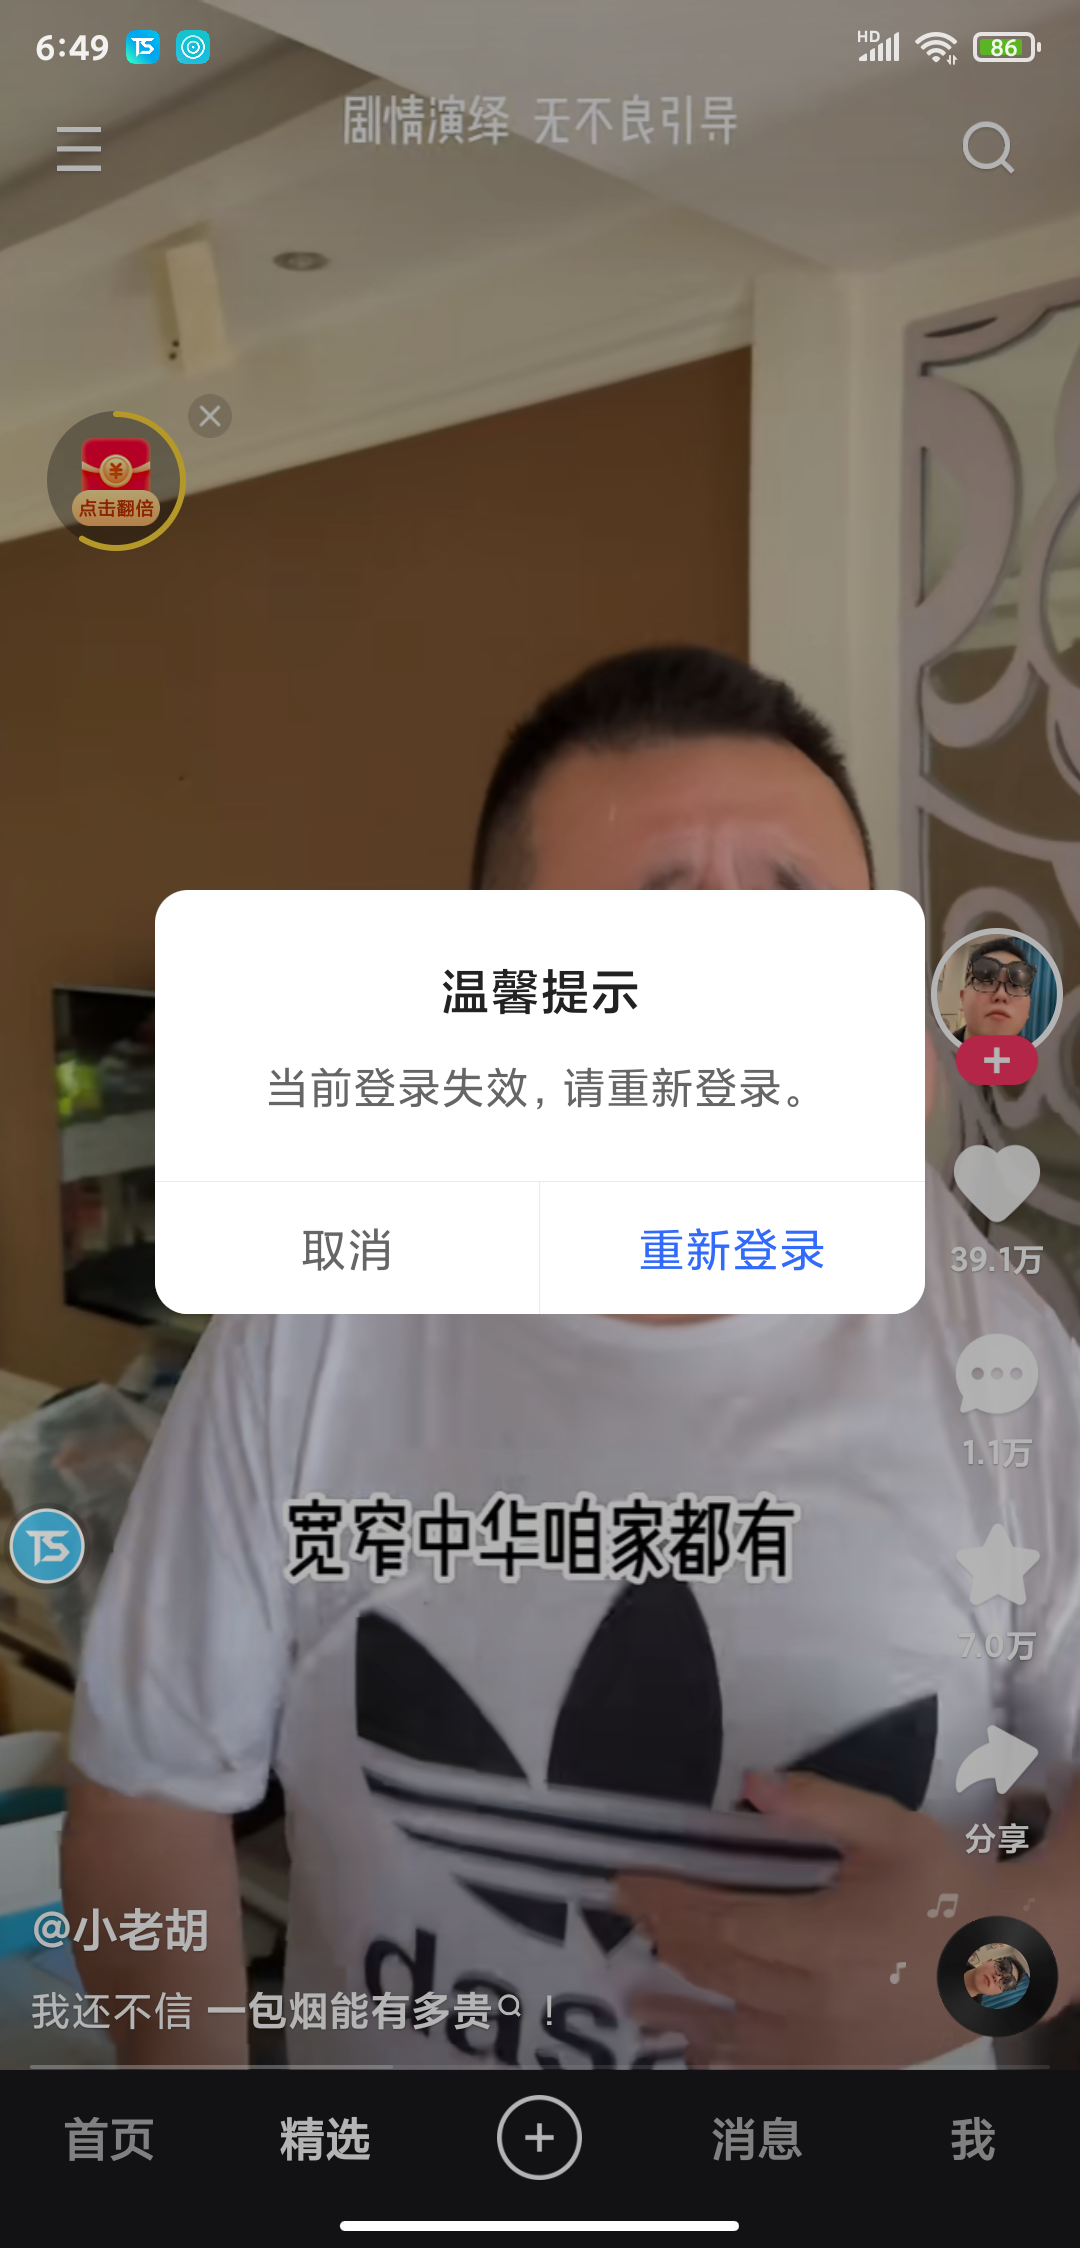 6:49
TS
HD
86
剧情演绎 无不良引导
点击翻倍
温馨提示
当前登录失效，请重新登录。
取消
重新登录
39.1万
1.1万
宽窄中华咱家都有
TS
7.0万
分享
@小老胡
我还不信 一包烟能有多贵！
das
首页
精选
消息
我